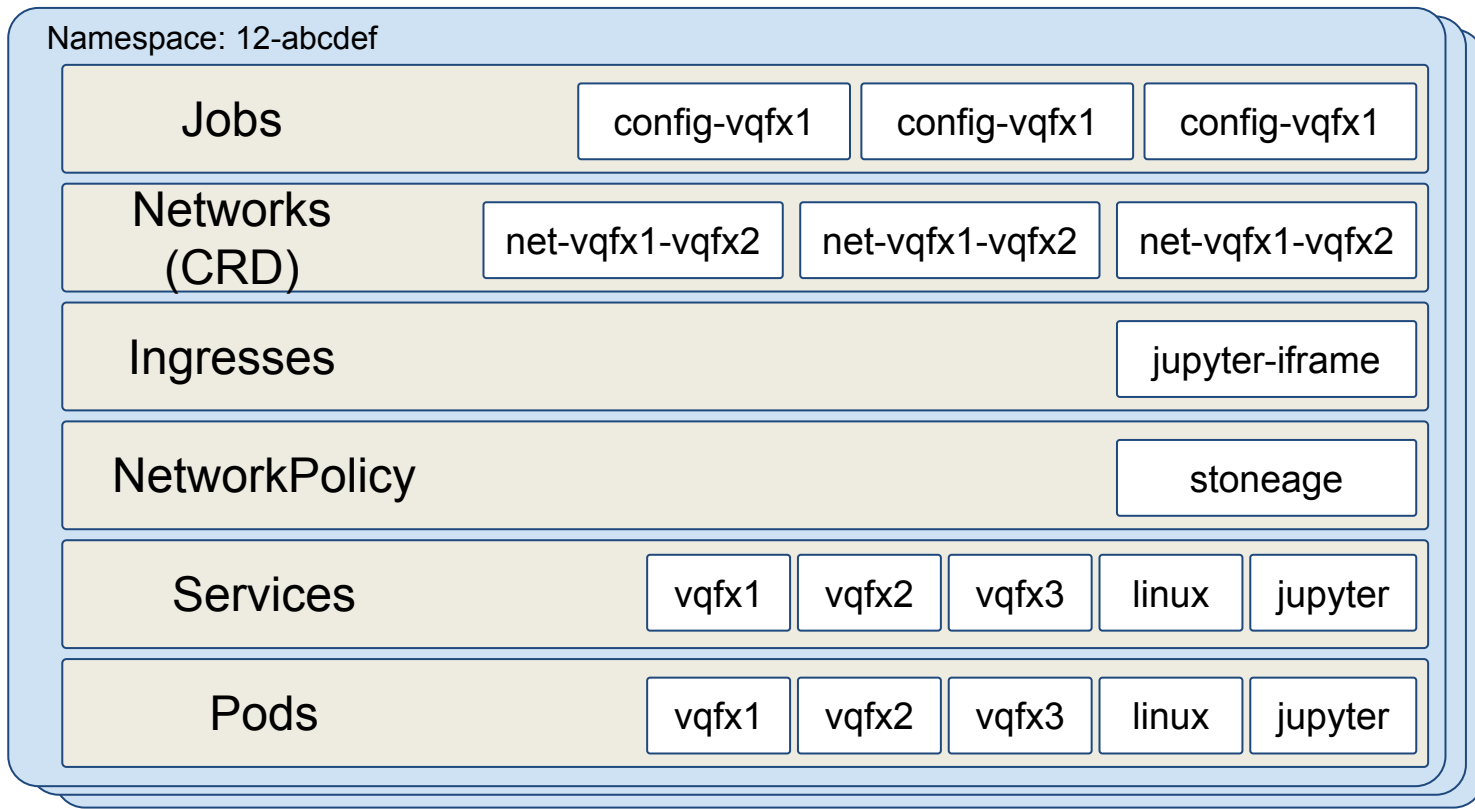 Namespace: 12-abcdef
Jobs
config-vqfx1
config-vqfx1
config-vqfx1
Networks
(CRD)
net-vqfx1-vqfx2
net-vqfx1-vqfx2
net-vqfx1-vqfx2
Ingresses
jupyter-iframe
NetworkPolicy
stoneage
Services
vqfx1
vqfx2
vqfx3
linux
jupyter
Pods
vqfx1
vqfx2
vqfx3
linux
jupyter